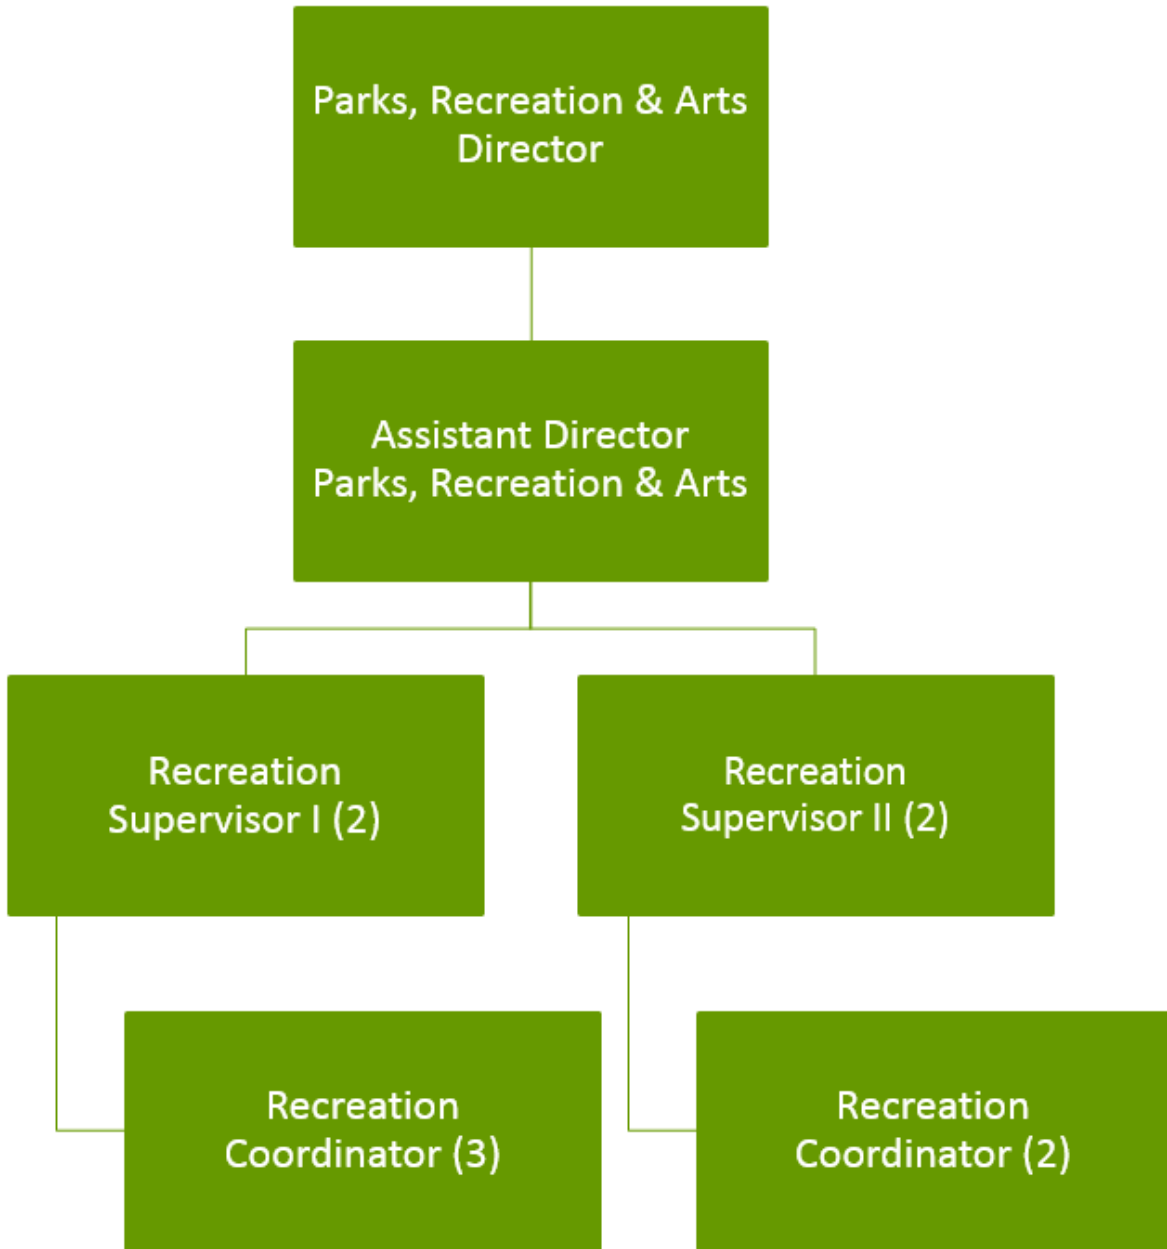 Parks, Recreation & Arts
Director
Assistant Director
Parks, Recreation & Arts
Recreation
Supervisor I (2)
Recreation
Supervisor II (2)
Recreation
Coordinator (3)
Recreation
Coordinator (2)